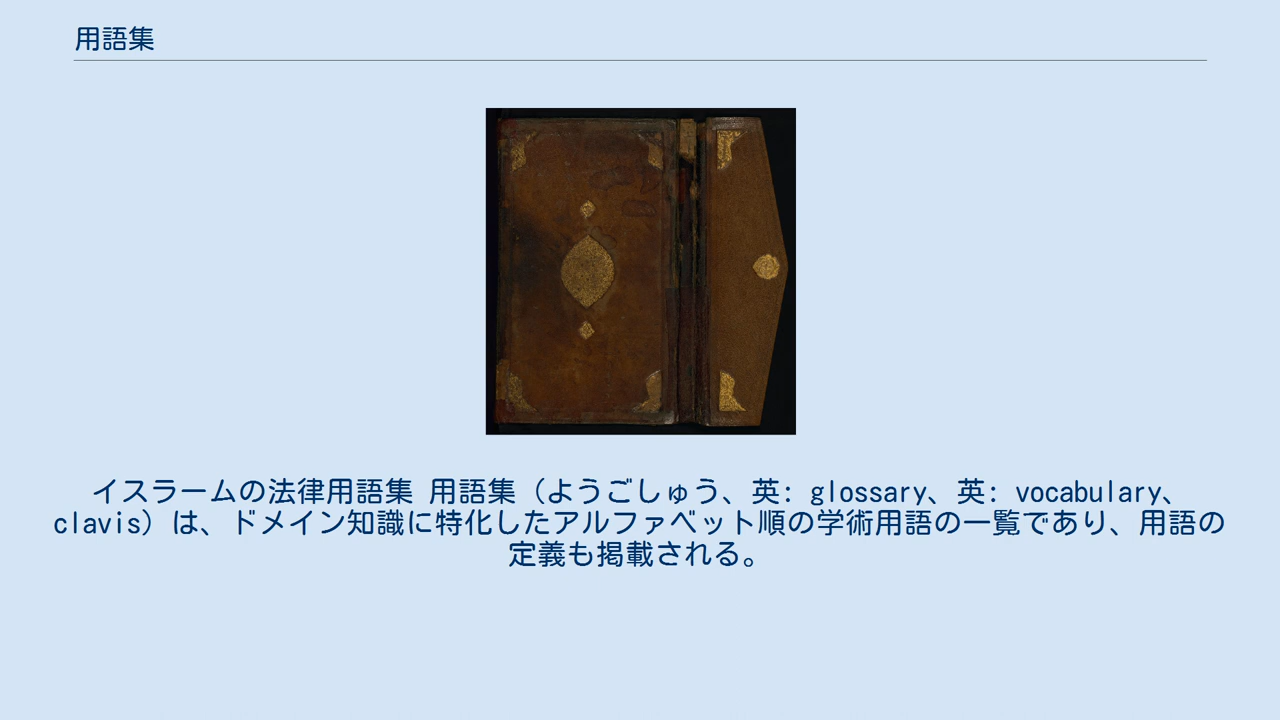 用語集
イスラームの法律用語集 用語集（ようごしゅう、英: glossary、英: vocabulary、
clavis）は、ドメイン知識に特化したアルファベット順の学術用語の一覧であり、用語の
定義も掲載される。